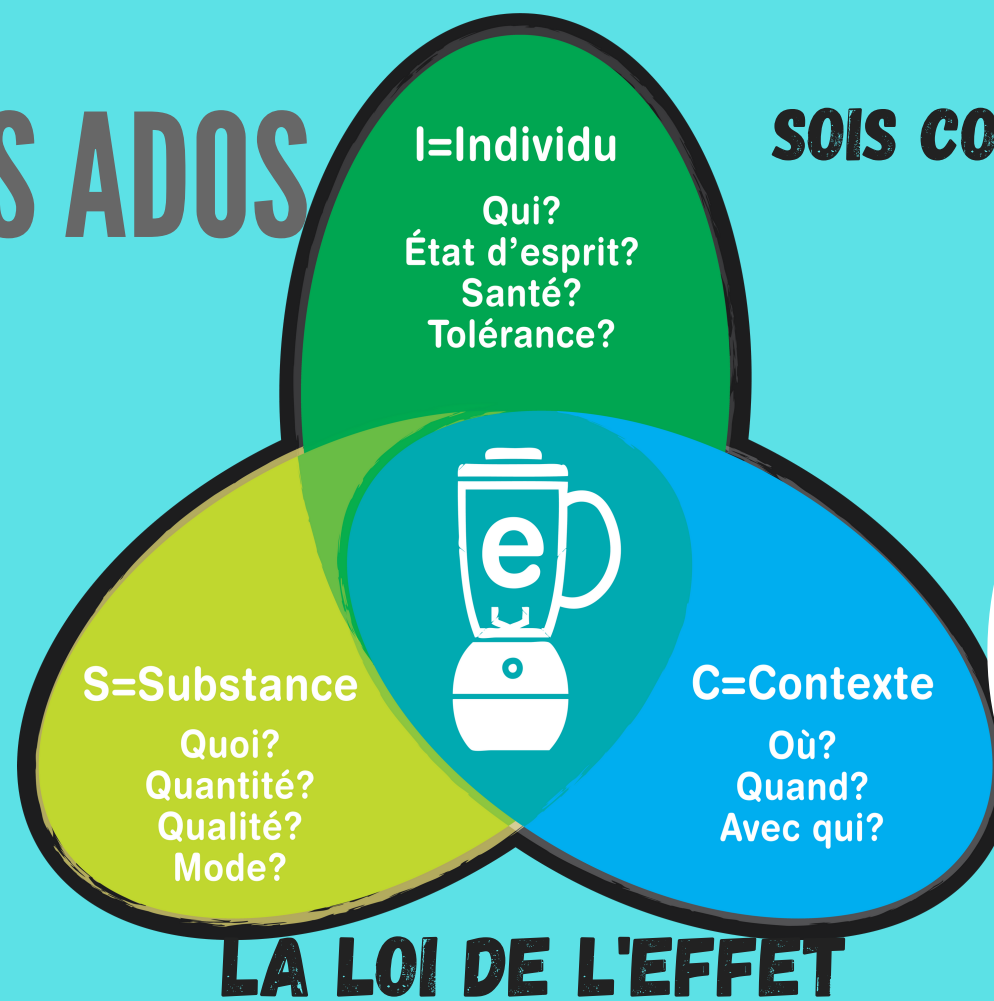 S ADOS
SOIS CO
I=Individu
Qui?
État d'esprit?
Santé?
Tolérance?
e
S=Substance
Quoi?
Quantité?
Qualité?
Mode?
C=Contexte
Où?
Quand?
Avec qui?
LA LOI DE L'EFFET